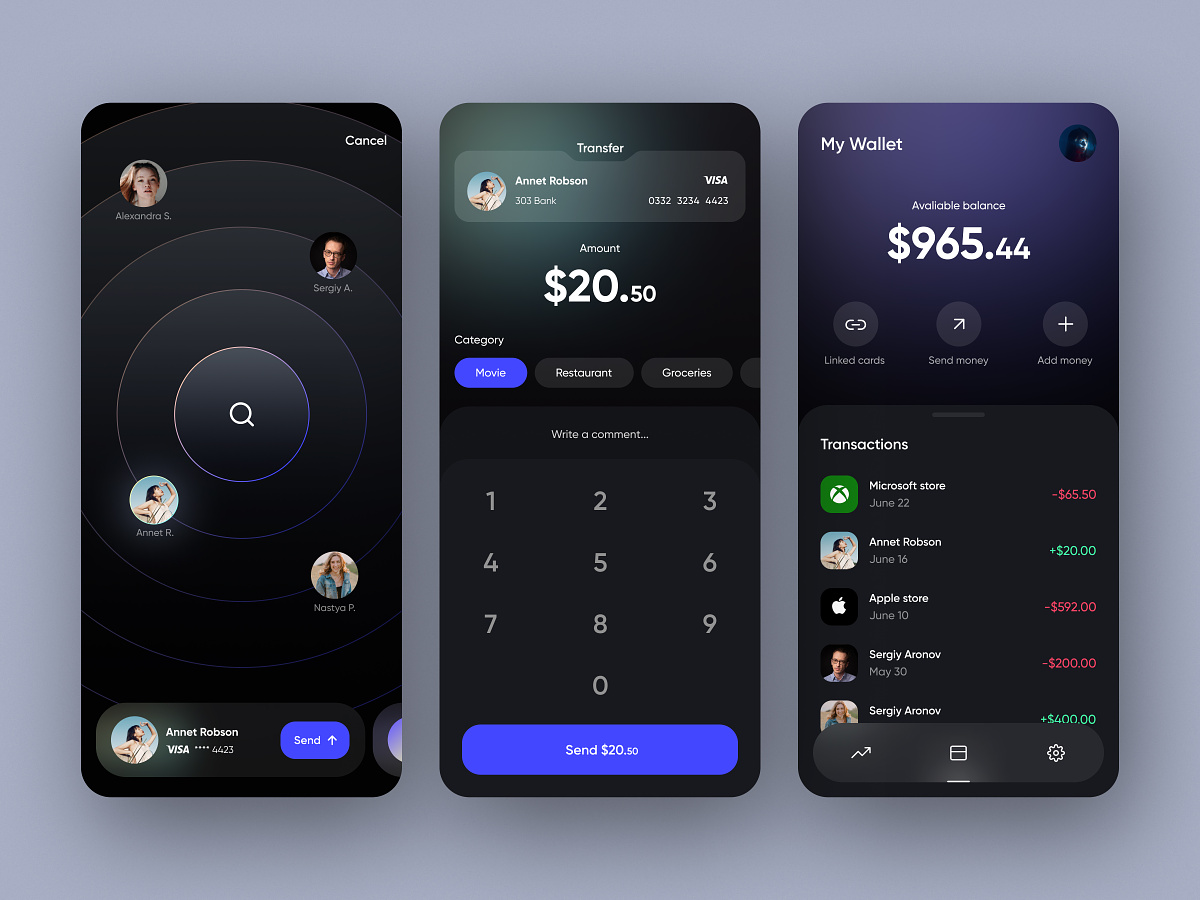 Cancel
Alexandra S.
Sergiy A.
Annet R.
Nastya P.
Annet Robson
VISA **** 4423
Send
Transfer
Annet Robson
VISA
303 Bank
0332 3234 4423
Amount
$20.50
Category
Movie
Restaurant
Groceries
Write a comment...
1 2 3
4 5 6
7 8 9
0
Send $20.50
My Wallet
Avaliable balance
$965.44
Linked cards
Send money
Add money
Transactions
Microsoft store
June 22
-$65.50
Annet Robson
June 16
+$20.00
Apple store
June 10
-$592.00
Sergiy Aronov
May 30
-$200.00
Sergiy Aronov
+$400.00